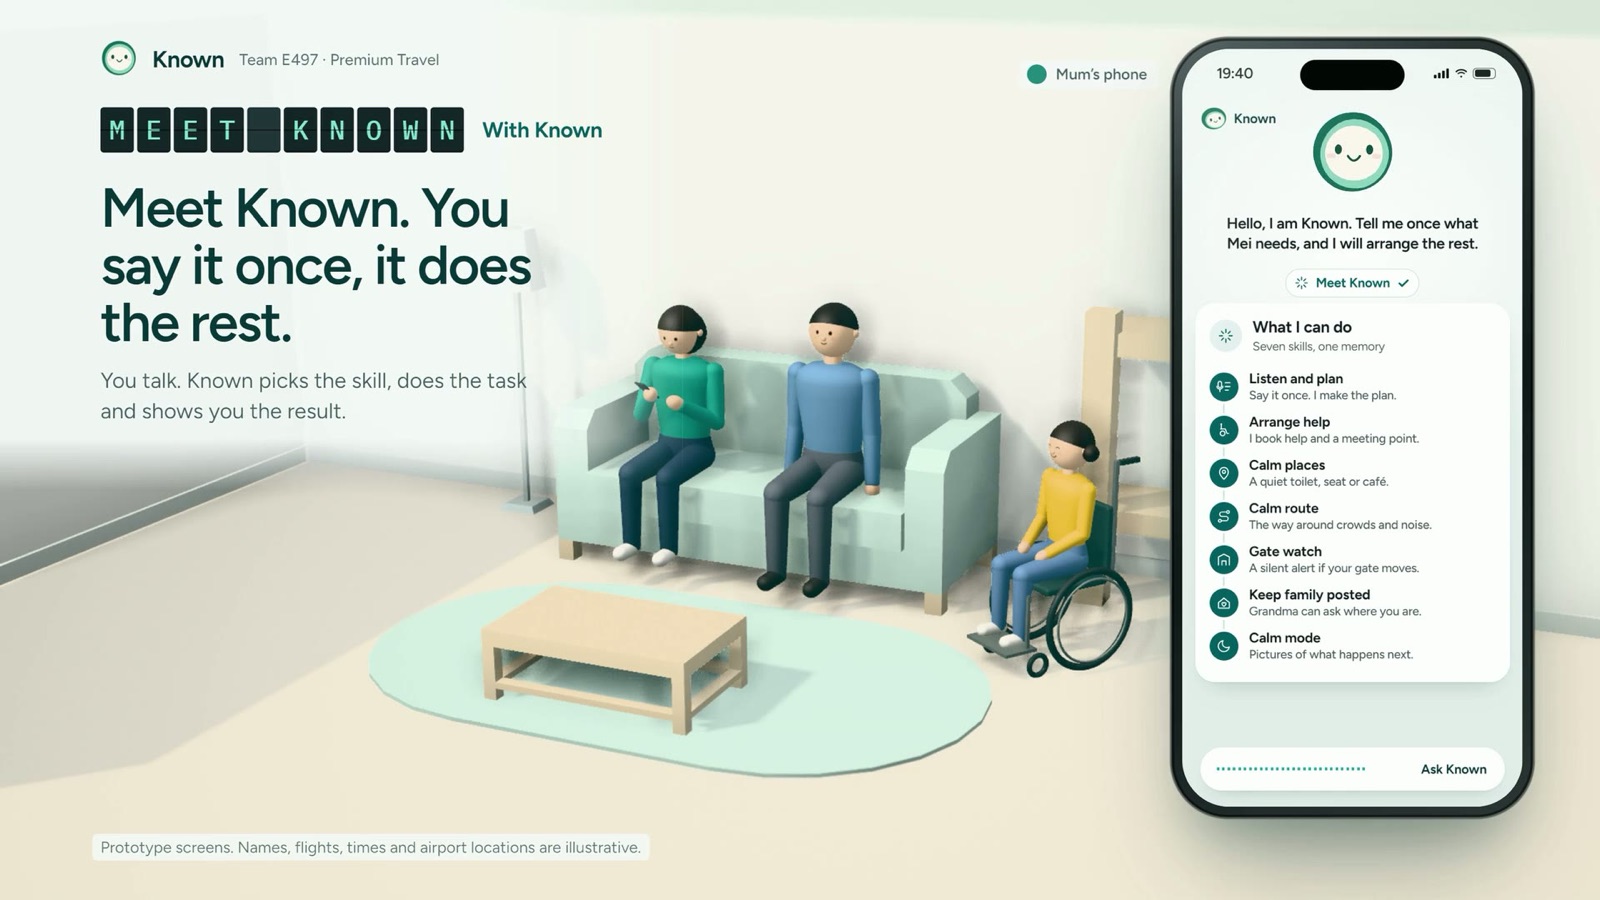 Known Team E497 · Premium Travel
MEET KNOWN With Known
Meet Known. You
say it once, it does
the rest.
You talk. Known picks the skill, does the task
and shows you the result.
Mum's phone
19:40
Known
Hello, I am Known. Tell me once what
Mei needs, and I will arrange the rest.
Meet Known
What I can do
Seven skills, one memory
Listen and plan
Say it once. I make the plan.
Arrange help
I book help and a meeting point.
Calm places
A quiet toilet, seat or café.
Calm route
The way around crowds and noise.
Gate watch
A silent alert if your gate moves.
Keep family posted
Grandma can ask where you are.
Calm mode
Pictures of what happens next.
Ask Known
Prototype screens. Names, flights, times and airport locations are illustrative.